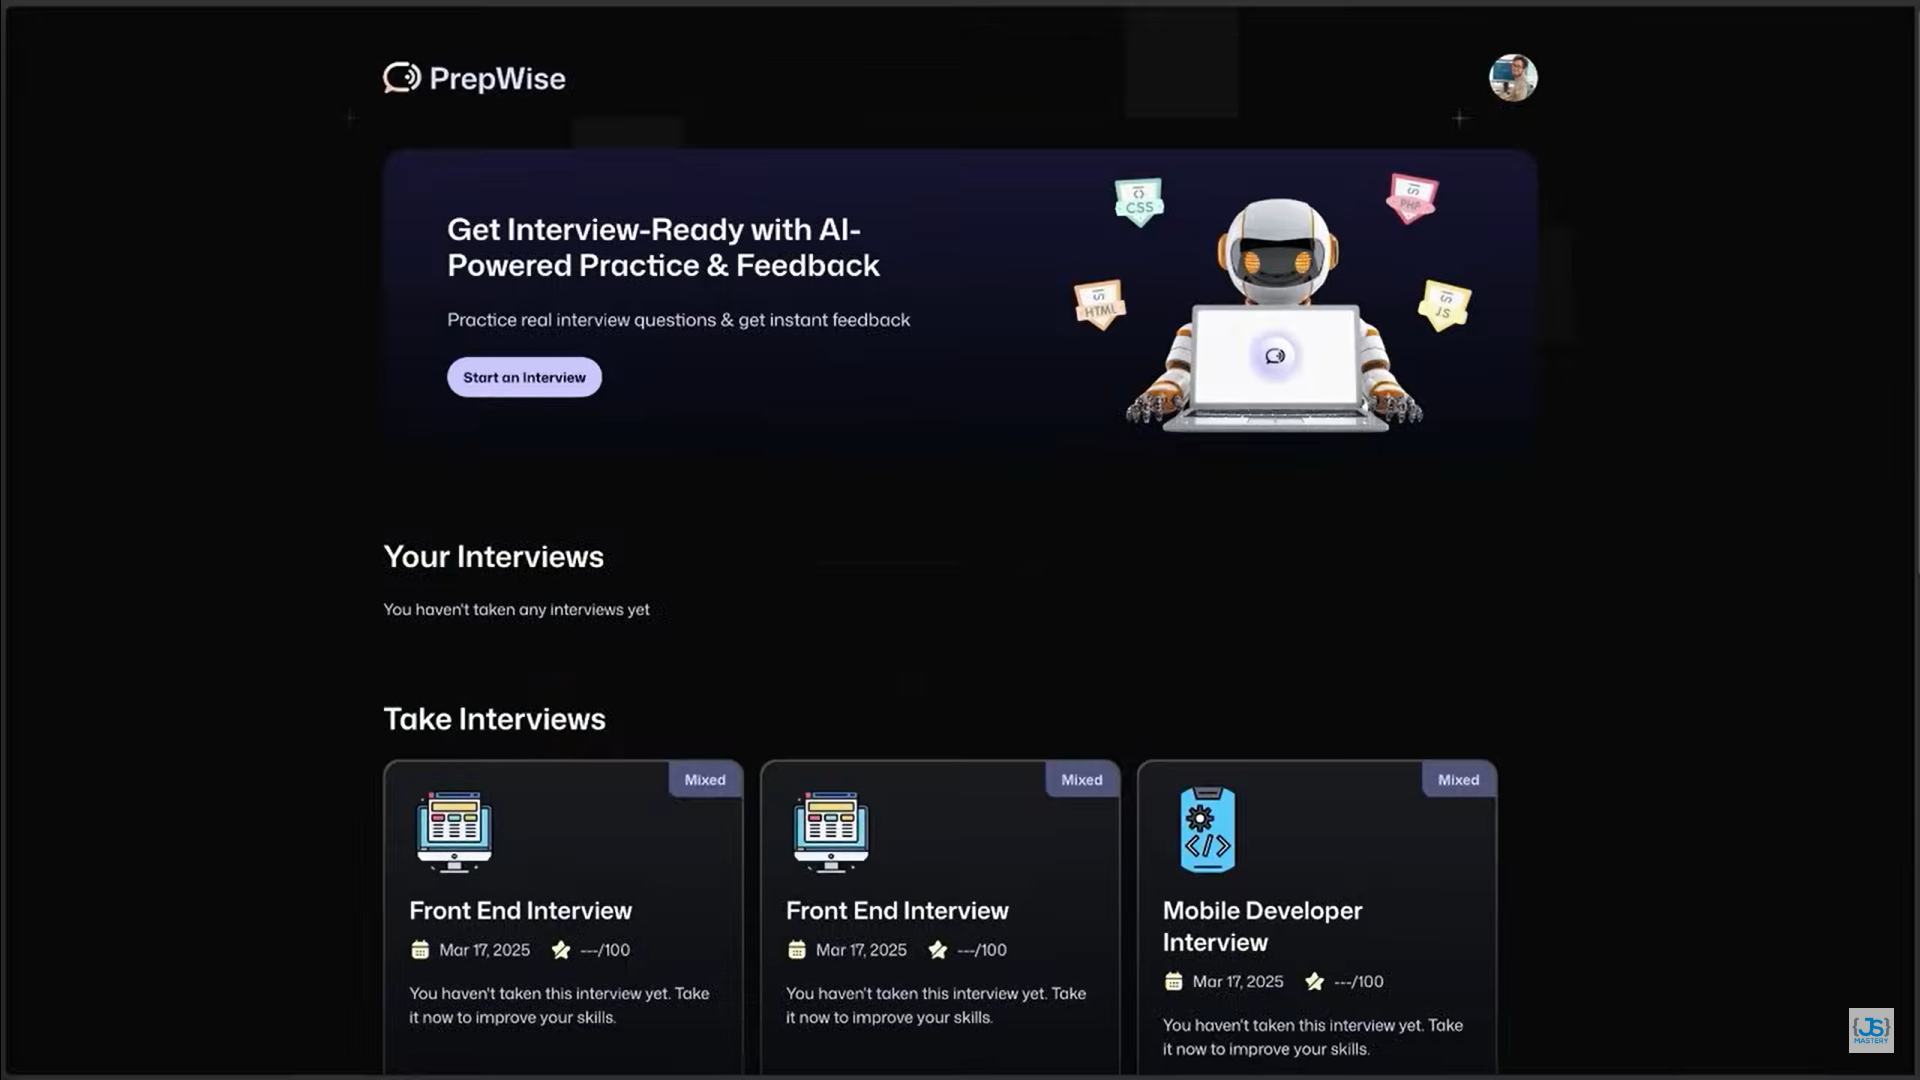 PrepWise
Get Interview-Ready with AI-
Powered Practice & Feedback
Practice real interview questions & get instant feedback
Start an Interview
CSS
PHP
HTML
JS
Your Interviews
You haven't taken any interviews yet
Take Interviews
Mixed
Front End Interview
Mar 17, 2025 ---/100
You haven't taken this interview yet. Take
it now to improve your skills.
Mixed
Front End Interview
Mar 17, 2025 ---/100
You haven't taken this interview yet. Take
it now to improve your skills.
Mixed
Mobile Developer
Interview
Mar 17, 2025 ---/100
You haven't taken this interview yet. Take
it now to improve your skills.
{JS}
MASTERY